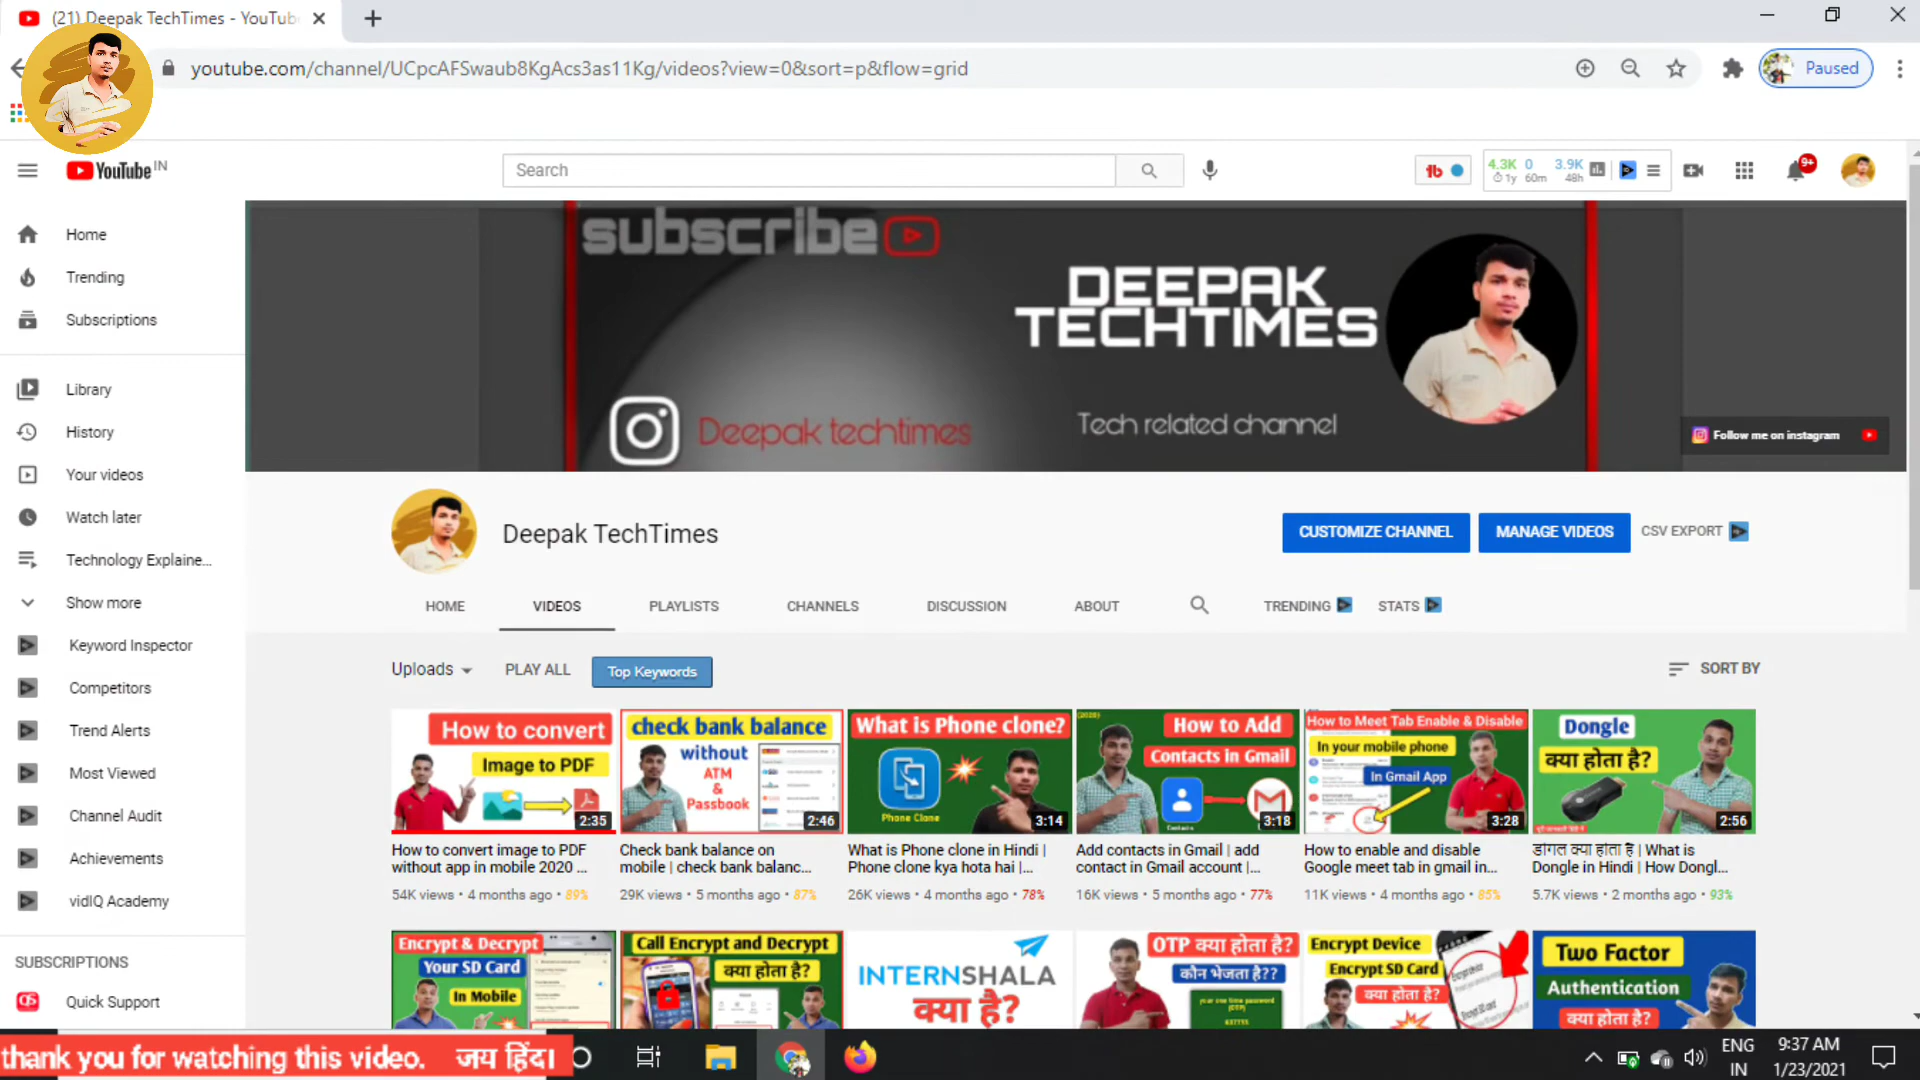 (21) Deepak TechTimes - YouTub
youtube.com/channel/UCpcAFSwaub8KgAcs3as11Kg/videos?view=0&sort=p&flow=grid
Paused
YouTube IN
Search
4.3K 0 3.9K
1y 60m 48h
9+
Home
Trending
Subscriptions
Library
History
Your videos
Watch later
Technology Explaine...
Show more
Keyword Inspector
Competitors
Trend Alerts
Most Viewed
Channel Audit
Achievements
vidIQ Academy
SUBSCRIPTIONS
Quick Support
subscribe
DEEPAK
TECHTIMES
Deepak techtimes
Tech related channel
Follow me on instagram
Deepak TechTimes
CUSTOMIZE CHANNEL
MANAGE VIDEOS
CSV EXPORT
HOME
VIDEOS
PLAYLISTS
CHANNELS
DISCUSSION
ABOUT
TRENDING
STATS
Uploads
PLAY ALL
Top Keywords
SORT BY
How to convert
Image to PDF
2:35
How to convert image to PDF
without app in mobile 2020 ...
54K views • 4 months ago • 89%
check bank balance
without
ATM
&
Passbook
2:46
Check bank balance on
mobile | check bank balanc...
29K views • 5 months ago • 87%
What is Phone clone?
Phone Clone
3:14
What is Phone clone in Hindi |
Phone clone kya hota hai |...
26K views • 4 months ago • 78%
(2020)
How to Add
Contacts in Gmail
Contacts
3:18
Add contacts in Gmail | add
contact in Gmail account |...
16K views • 5 months ago • 77%
How to Meet Tab Enable & Disable
In your mobile phone
In Gmail App
3:28
How to enable and disable
Google meet tab in gmail in...
11K views • 4 months ago • 85%
Dongle
क्या होता है?
2:56
डोंगल क्या होता है | What is
Dongle in Hindi | How Dongl...
5.7K views • 2 months ago • 93%
Encrypt & Decrypt
Your SD Card
In Mobile
Call Encrypt and Decrypt
क्या होता है?
INTERNSHALA
क्या है?
OTP क्या होता है?
कौन भेजता है??
your one time password
(OTP)
Encrypt Device
Encrypt SD Card
क्या होता है?
Two Factor
Authentication
क्या होता है?
thank you for watching this video. जय हिंद।
ENG
IN
9:37 AM
1/23/2021